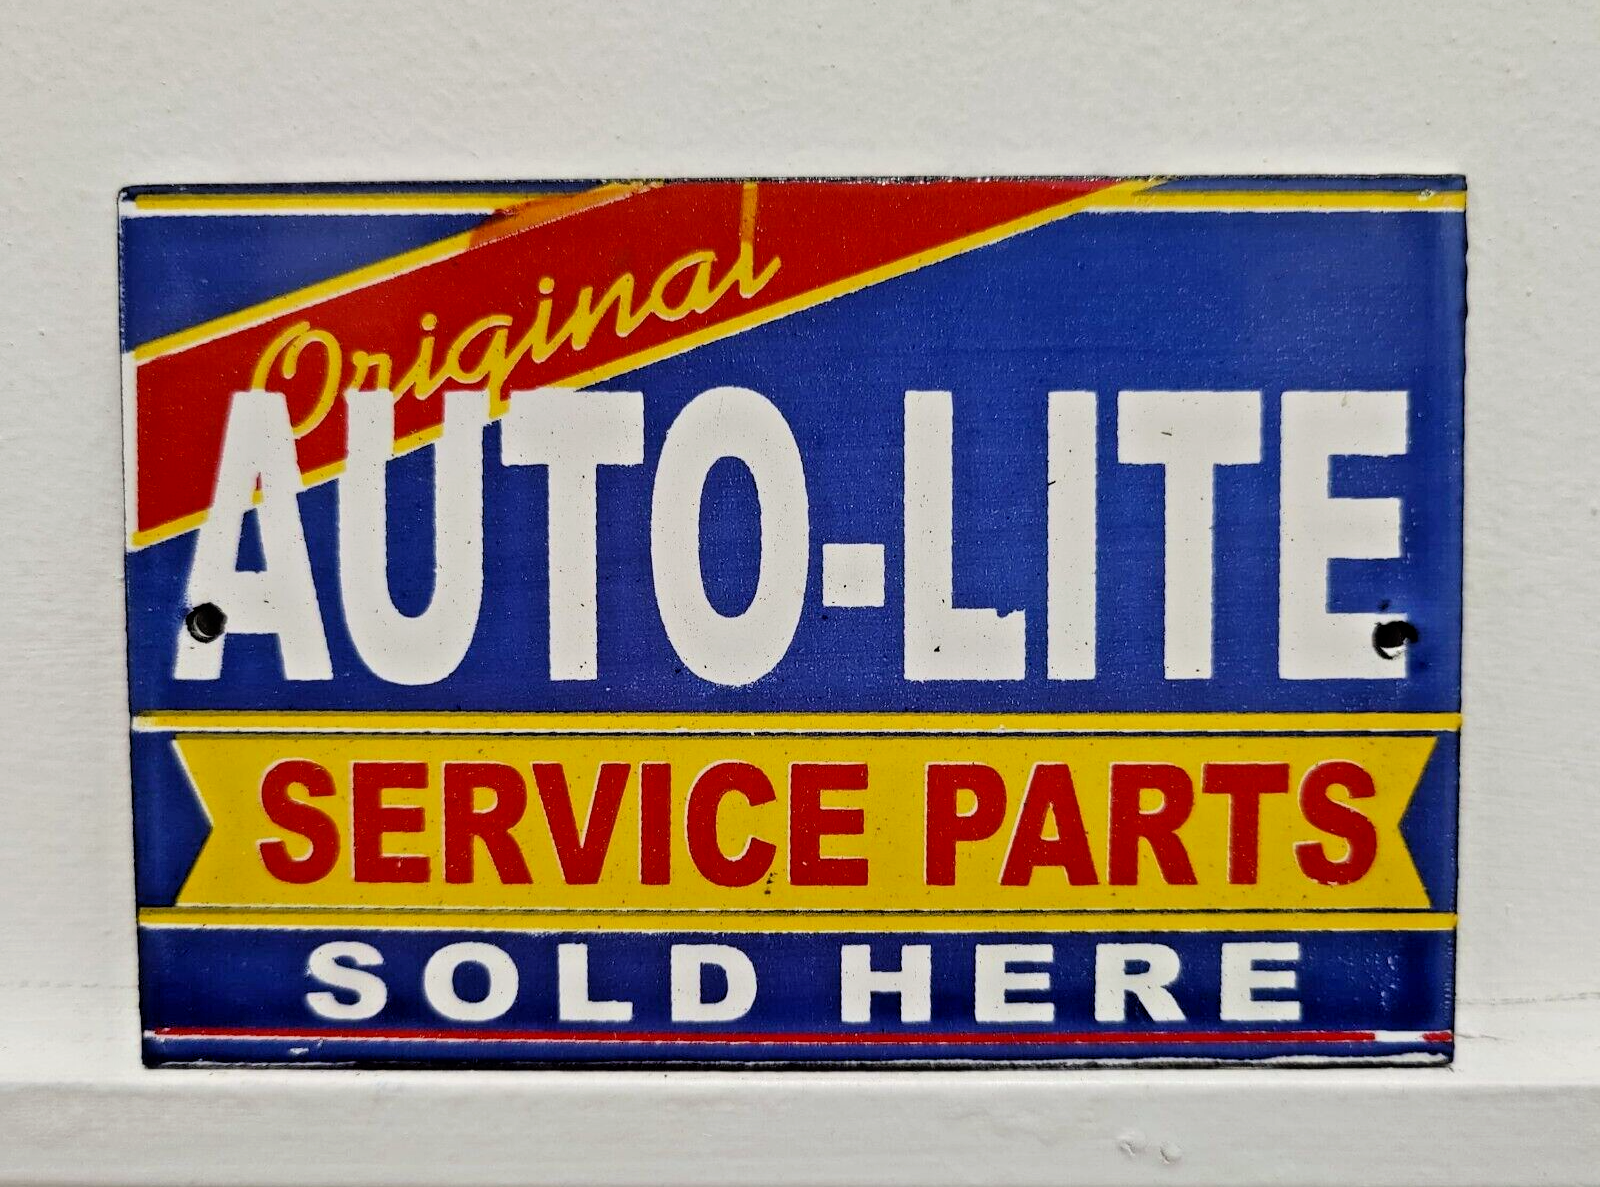 Original
AUTO-LITE
SERVICE PARTS
SOLD HERE